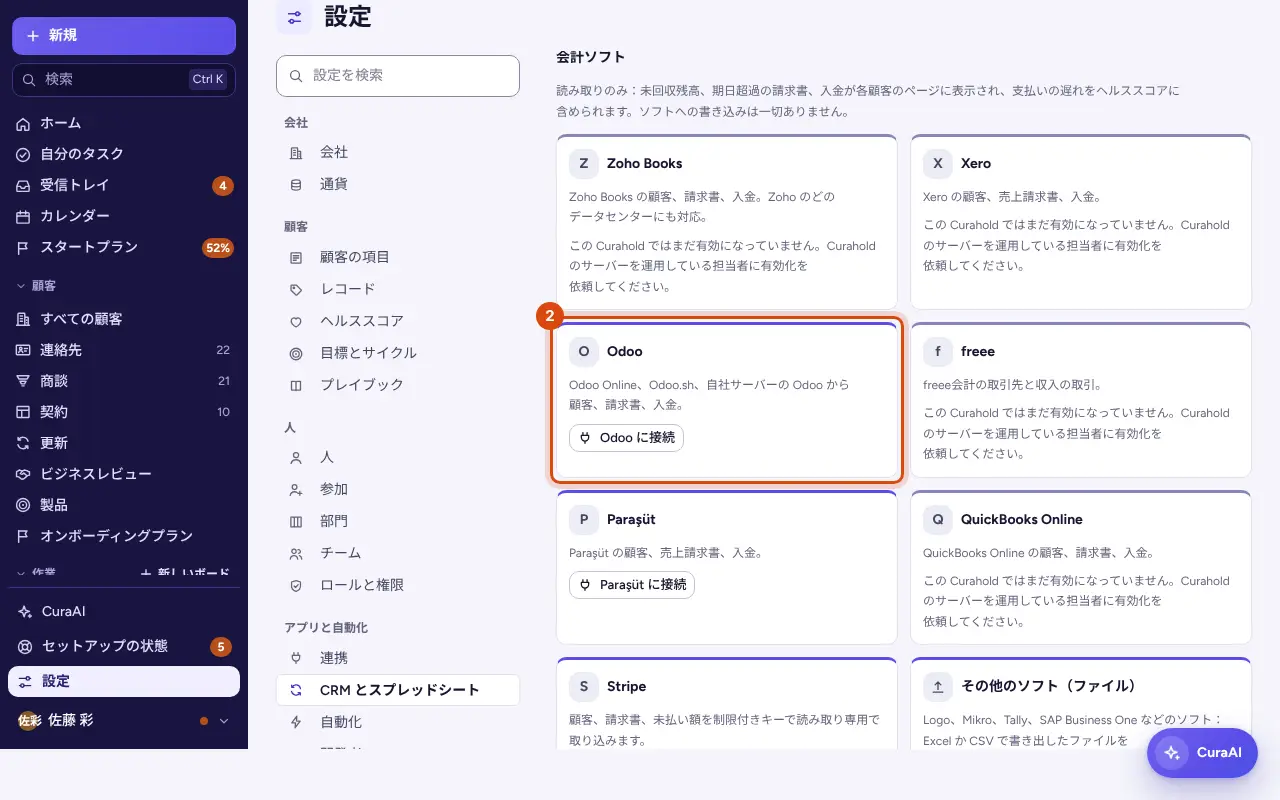 新規
検索
Ctrl K
ホーム
自分のタスク
受信トレイ
4
カレンダー
スタートプラン
52%
顧客
すべての顧客
連絡先
22
商談
21
契約
10
更新
ビジネスレビュー
製品
オンボーディングプラン
作業
新しいボード
CuraAI
セットアップの状態
5
設定
佐彩
佐藤 彩
設定
設定を検索
会社
会社
通貨
顧客
顧客の項目
レコード
ヘルススコア
目標とサイクル
プレイブック
人
人
参加
部門
チーム
ロールと権限
アプリと自動化
連携
CRM とスプレッドシート
自動化
会計ソフト
読み取りのみ：未回収残高、期日超過の請求書、入金が各顧客のページに表示され、支払いの遅れをヘルススコアに
含められます。ソフトへの書き込みは一切ありません。
Z
Zoho Books
Zoho Books の顧客、請求書、入金。Zoho のどの
データセンターにも対応。
この Curahold ではまだ有効になっていません。Curahold
のサーバーを運用している担当者に有効化を
依頼してください。
X
Xero
Xero の顧客、売上請求書、入金。
この Curahold ではまだ有効になっていません。Curahold
のサーバーを運用している担当者に有効化を
依頼してください。
2
O
Odoo
Odoo Online、Odoo.sh、自社サーバーの Odoo から
顧客、請求書、入金。
Odoo に接続
f
freee
freee会計の取引先と収入の取引。
この Curahold ではまだ有効になっていません。Curahold
のサーバーを運用している担当者に有効化を
依頼してください。
P
Paraşüt
Paraşüt の顧客、売上請求書、入金。
Paraşüt に接続
Q
QuickBooks Online
QuickBooks Online の顧客、請求書、入金。
この Curahold ではまだ有効になっていません。Curahold
のサーバーを運用している担当者に有効化を
依頼してください。
S
Stripe
顧客、請求書、未払い額を制限付きキーで読み取り専用で
取り込みます。
その他のソフト（ファイル）
Logo、Mikro、Tally、SAP Business One などのソフト：
Excel か CSV で書き出したファイルを
CuraAI